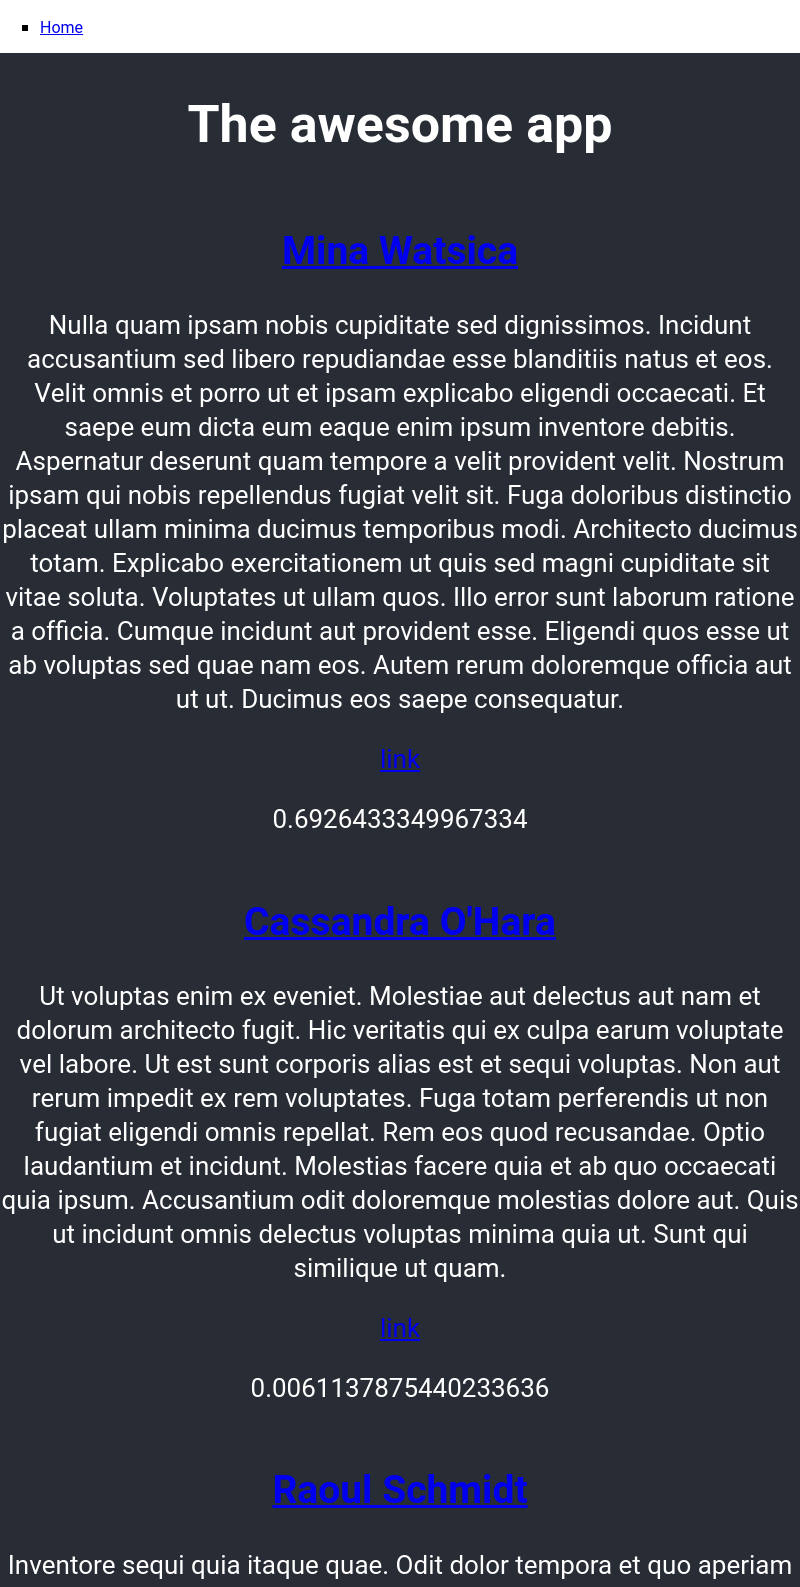 Home
The awesome app
Mina Watsica
Nulla quam ipsam nobis cupiditate sed dignissimos. Incidunt
accusantium sed libero repudiandae esse blanditiis natus et eos.
Velit omnis et porro ut et ipsam explicabo eligendi occaecati. Et
saepe eum dicta eum eaque enim ipsum inventore debitis.
Aspernatur deserunt quam tempore a velit provident velit. Nostrum
ipsam qui nobis repellendus fugiat velit sit. Fuga doloribus distinctio
placeat ullam minima ducimus temporibus modi. Architecto ducimus
totam. Explicabo exercitationem ut quis sed magni cupiditate sit
vitae soluta. Voluptates ut ullam quos. Illo error sunt laborum ratione
a officia. Cumque incidunt aut provident esse. Eligendi quos esse ut
ab voluptas sed quae nam eos. Autem rerum doloremque officia aut
ut ut. Ducimus eos saepe consequatur.
link
0.6926433349967334
Cassandra O'Hara
Ut voluptas enim ex eveniet. Molestiae aut delectus aut nam et
dolorum architecto fugit. Hic veritatis qui ex culpa earum voluptate
vel labore. Ut est sunt corporis alias est et sequi voluptas. Non aut
rerum impedit ex rem voluptates. Fuga totam perferendis ut non
fugiat eligendi omnis repellat. Rem eos quod recusandae. Optio
laudantium et incidunt. Molestias facere quia et ab quo occaecati
quia ipsum. Accusantium odit doloremque molestias dolore aut. Quis
ut incidunt omnis delectus voluptas minima quia ut. Sunt qui
similique ut quam.
link
0.0061137875440233636
Raoul Schmidt
Inventore sequi quia itaque quae. Odit dolor tempora et quo aperiam